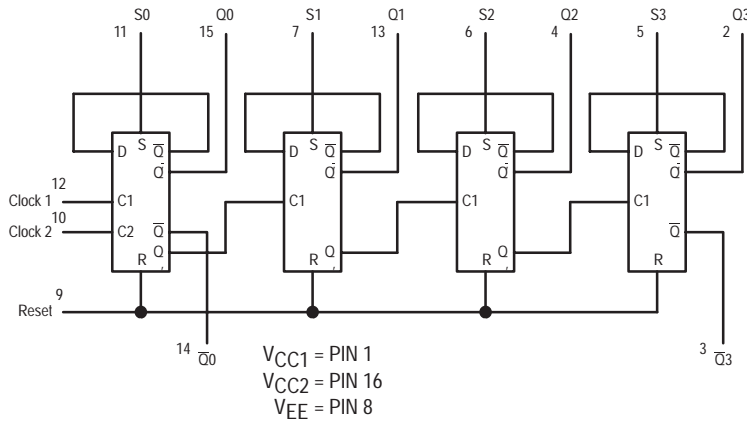 S0 Q0 S1 Q1 S2 Q2 S3 Q3
11 15 7 13 6 4 5 2
S S S S
D Q̅ D Q̅ D Q̅ D Q̅
Q Q Q Q
12
Clock 1 C1 C1 C1 C1
10
Clock 2 C2 Q̅ Q̅
Q Q Q
R R R R
9
Reset
14 Q̅0 3 Q̅3
VCC1 = PIN 1
VCC2 = PIN 16
VEE = PIN 8